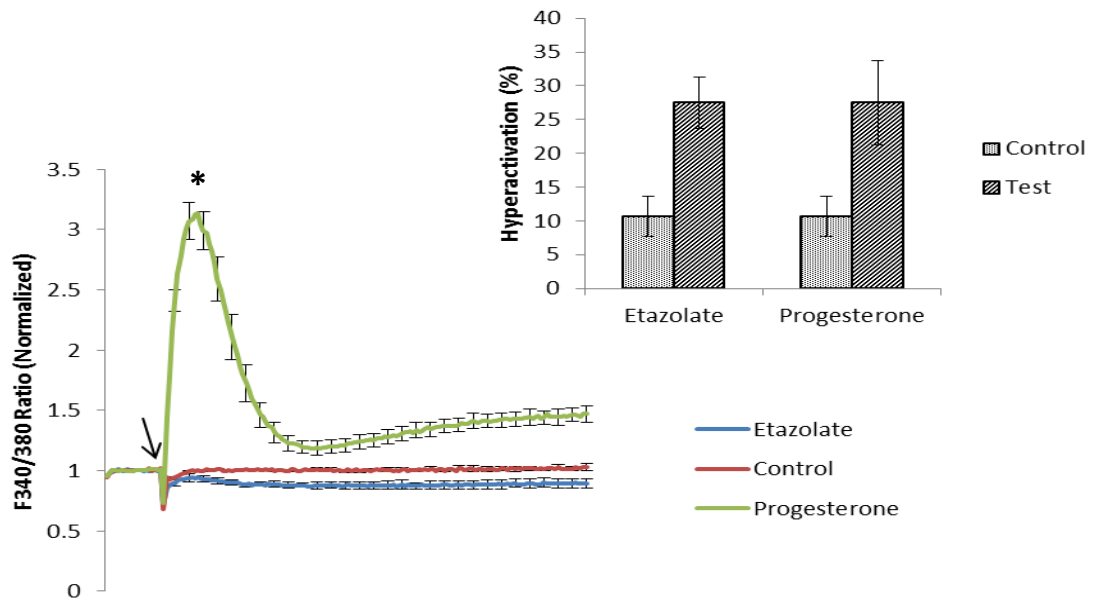 40
35
30
25
20
15
10
5
0
Hyperactivation (%)
Etazolate
Progesterone
Control
Test
3.5
3
2.5
2
1.5
1
0.5
0
F340/380 Ratio (Normalized)
*
Etazolate
Control
Progesterone